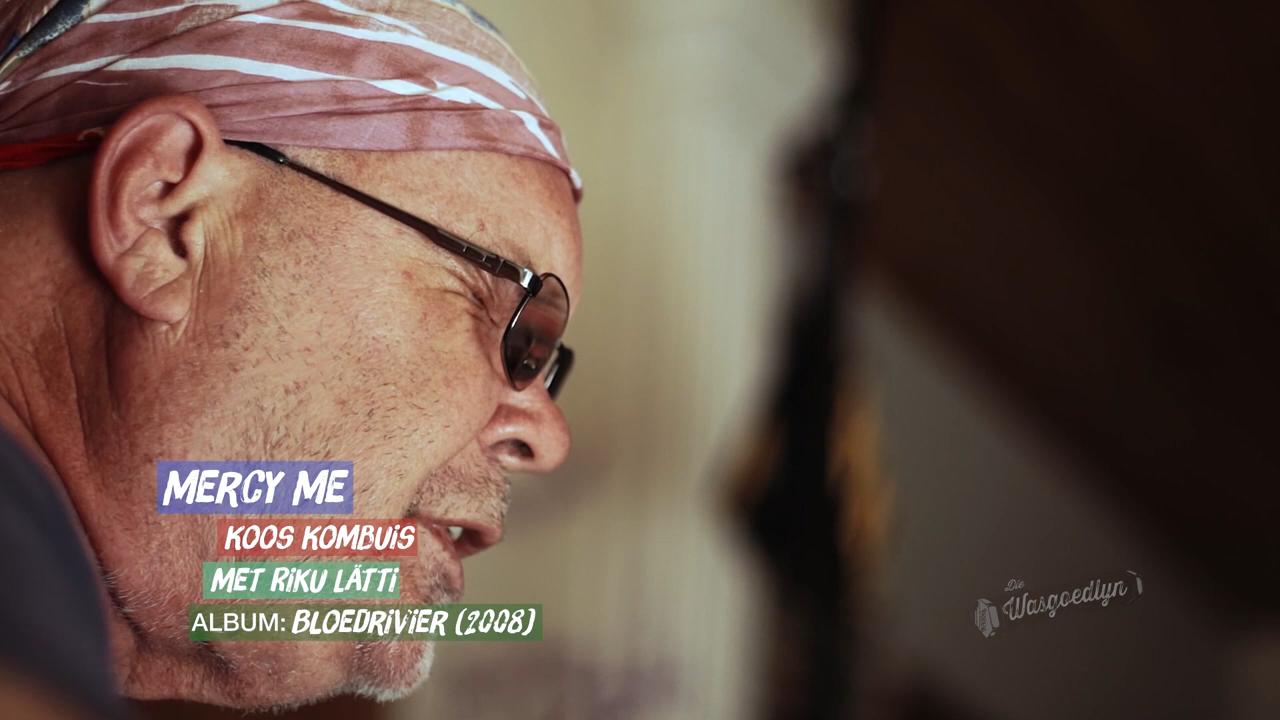 MERCY ME
KOOS KOMBUiS
MET RiKU LÄTTi
ALBUM: BLOEDRiViER (2008)
Die
Wasgoedlyn